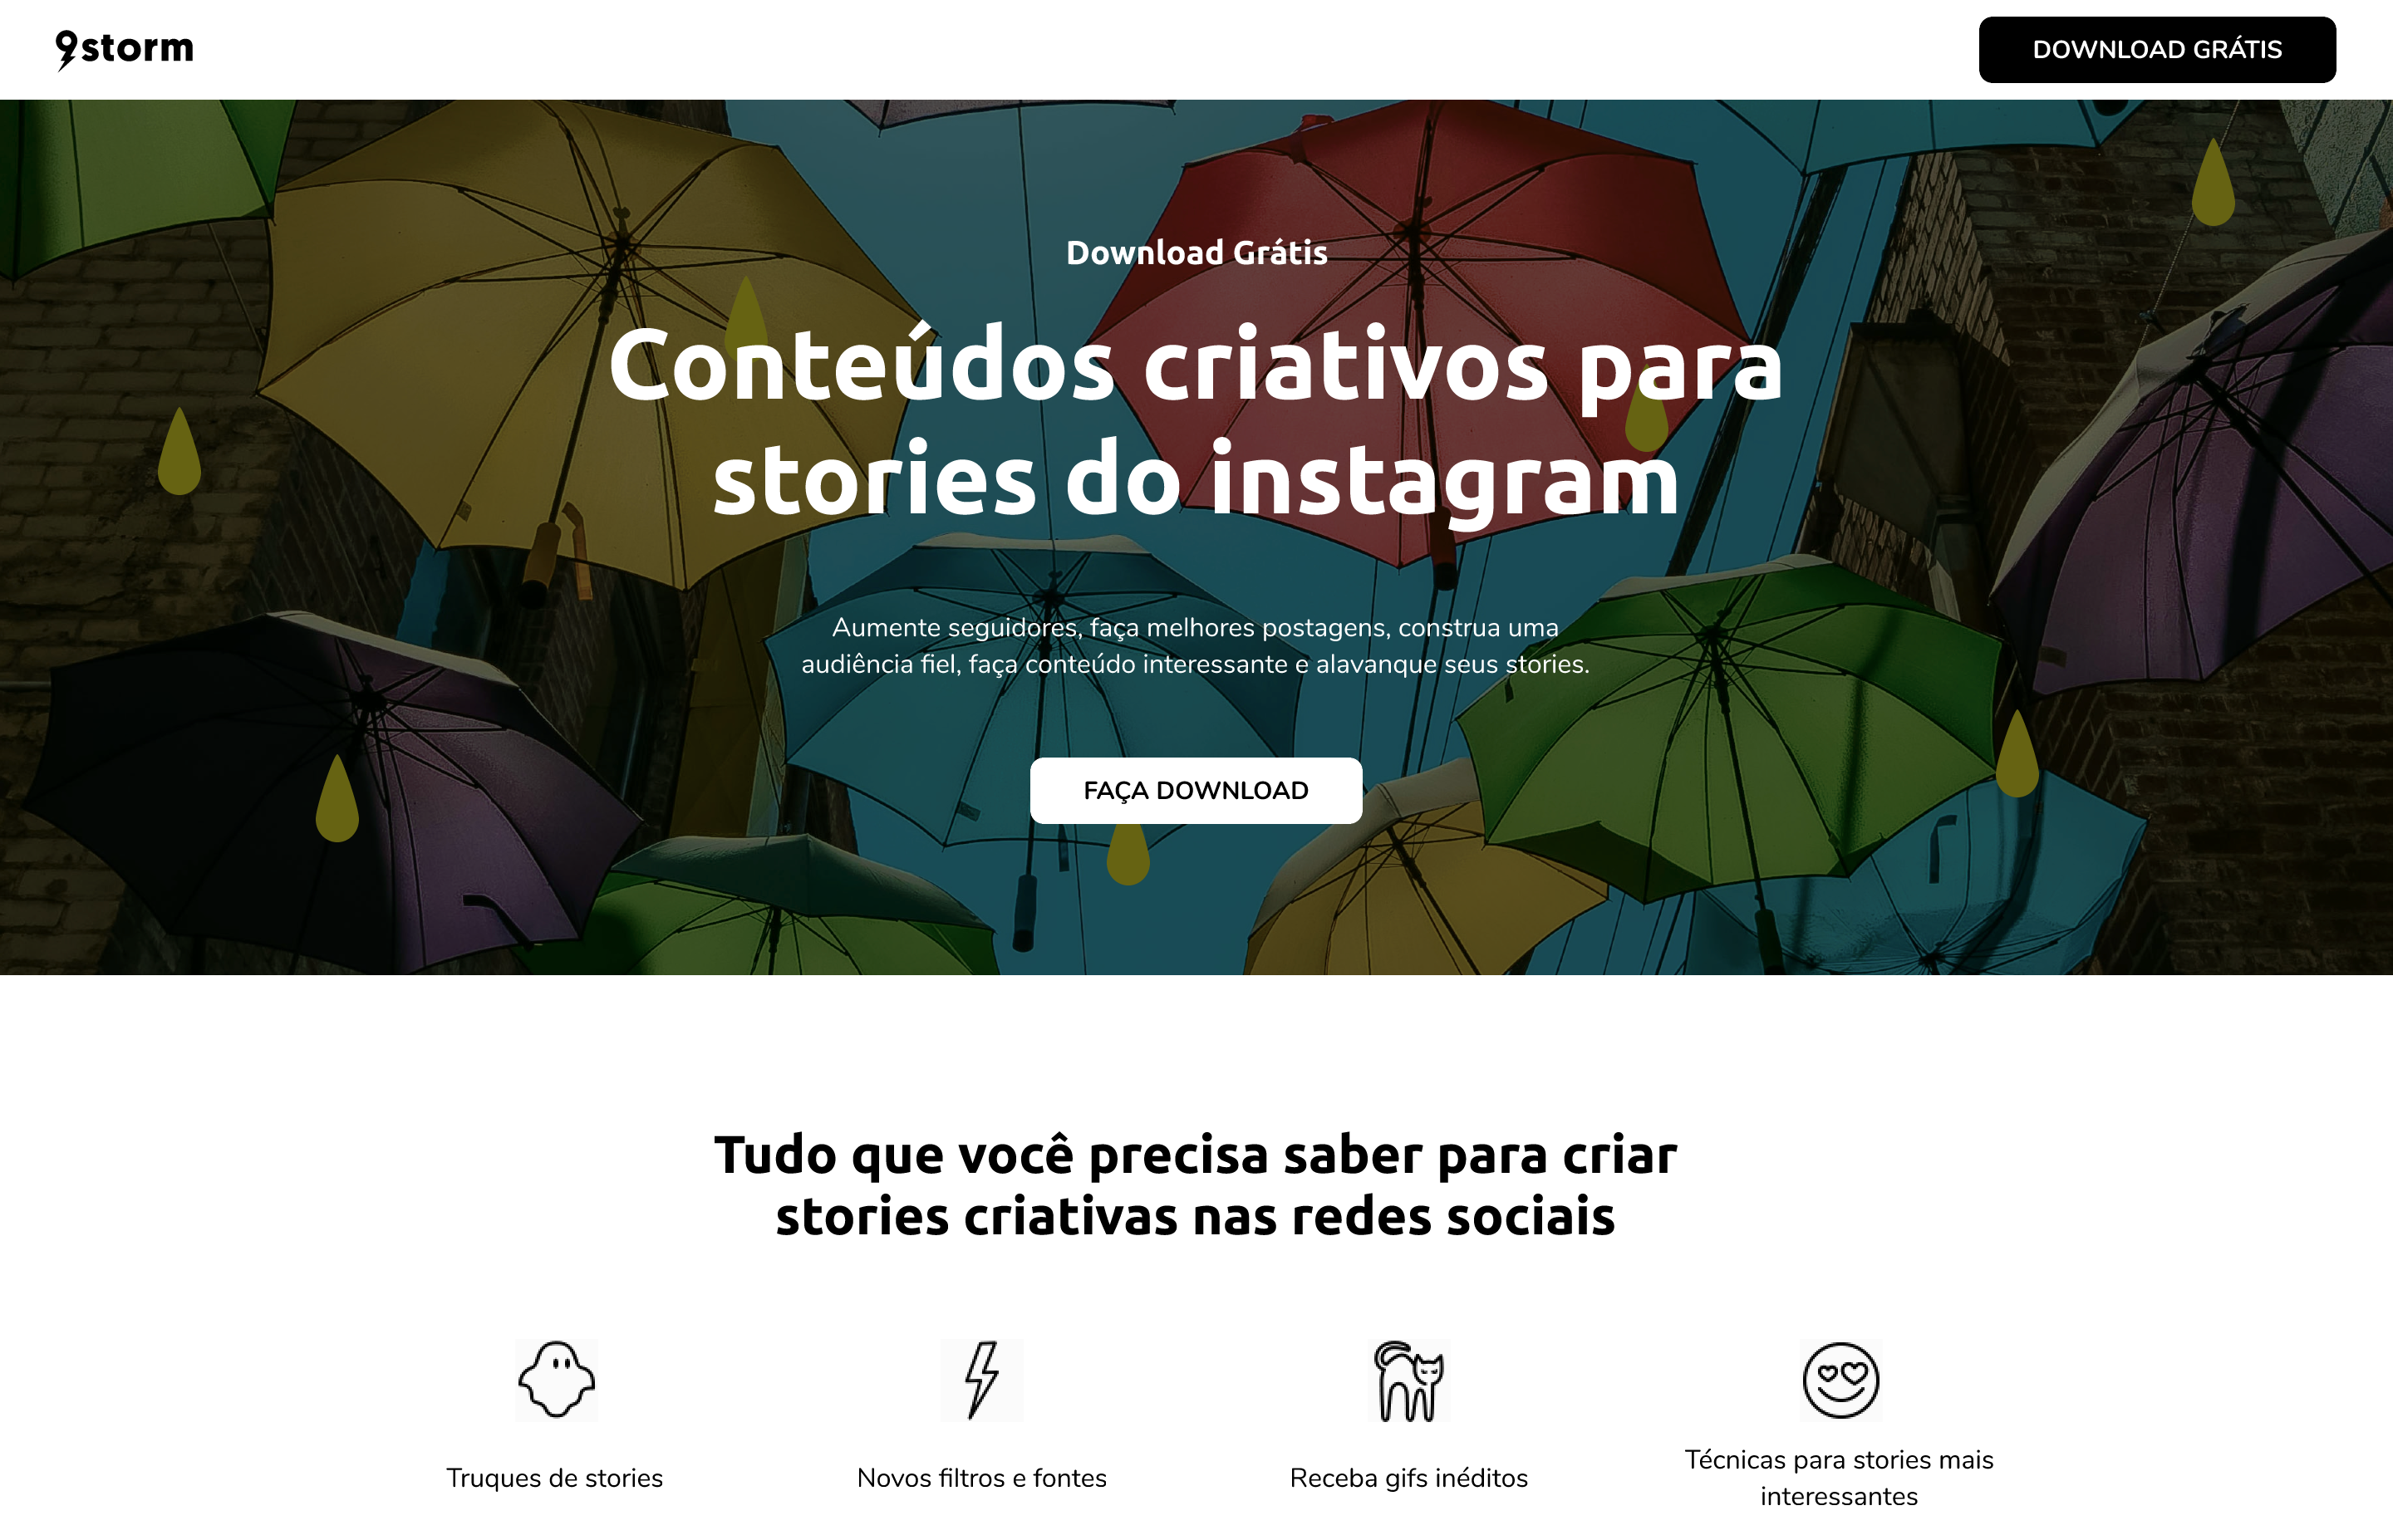 9storm
DOWNLOAD GRÁTIS
Download Grátis
Conteúdos criativos para
stories do instagram
Aumente seguidores, faça melhores postagens, construa uma
audiência fiel, faça conteúdo interessante e alavanque seus stories.
FAÇA DOWNLOAD
Tudo que você precisa saber para criar
stories criativas nas redes sociais
Truques de stories
Novos filtros e fontes
Receba gifs inéditos
Técnicas para stories mais
interessantes